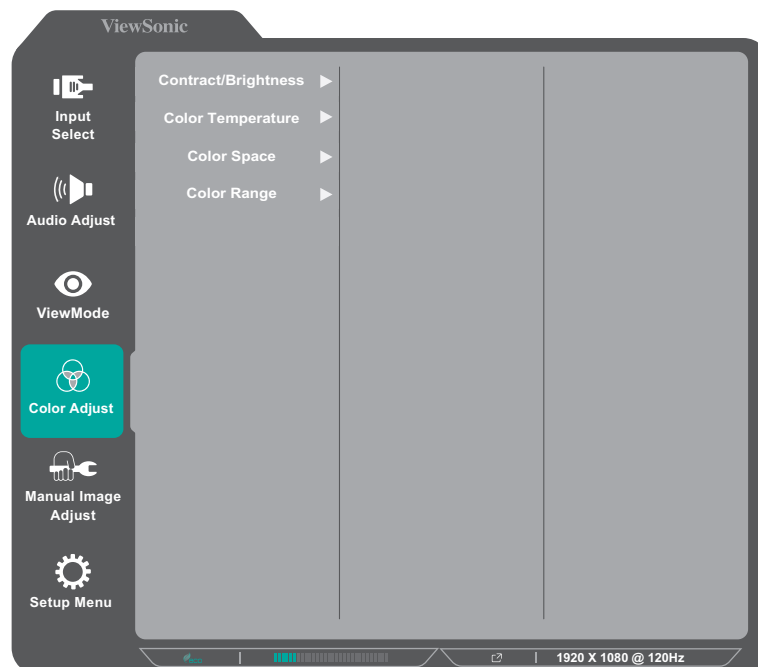 ViewSonic
Input
Select
Audio Adjust
ViewMode
Color Adjust
Manual Image
Adjust
Setup Menu
Contract/Brightness
Color Temperature
Color Space
Color Range
1920 X 1080 @ 120Hz